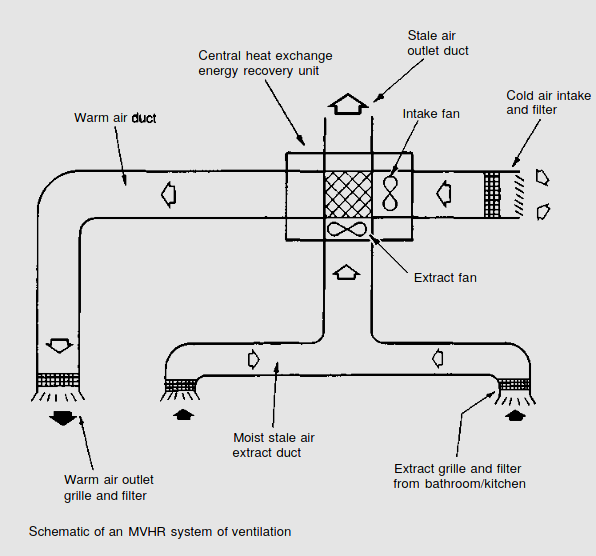 Stale air
outlet duct
Central heat exchange
energy recovery unit
Cold air intake
and filter
Warm air duct
Intake fan
Extract fan
Moist stale air
extract duct
Warm air outlet
grille and filter
Extract grille and filter
from bathroom/kitchen
Schematic of an MVHR system of ventilation